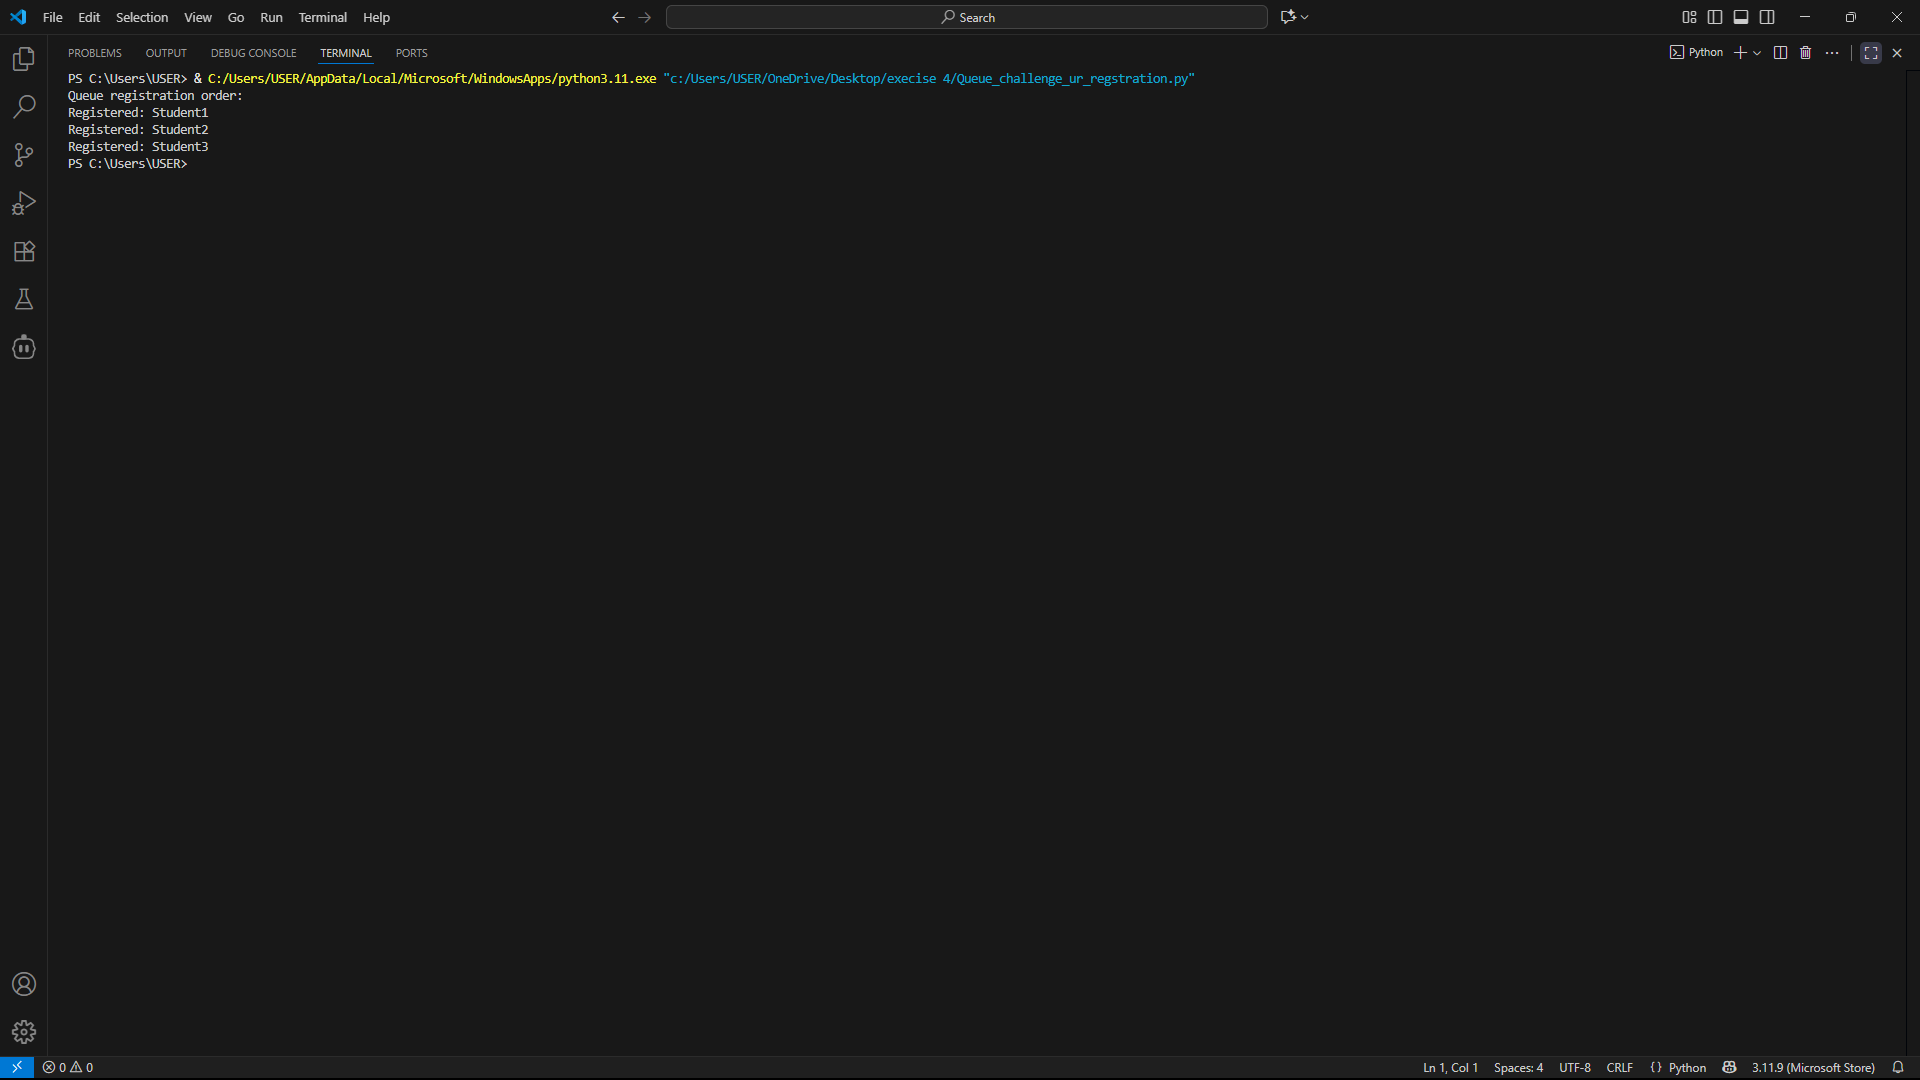 File Edit Selection View Go Run Terminal Help Search
PROBLEMS OUTPUT DEBUG CONSOLE TERMINAL PORTS Python
PS C:\Users\USER> & C:/Users/USER/AppData/Local/Microsoft/WindowsApps/python3.11.exe "c:/Users/USER/OneDrive/Desktop/execise 4/Queue_challenge_ur_regstration.py"
Queue registration order:
Registered: Student1
Registered: Student2
Registered: Student3
PS C:\Users\USER>
0 0 Ln 1, Col 1 Spaces: 4 UTF-8 CRLF {} Python 3.11.9 (Microsoft Store)